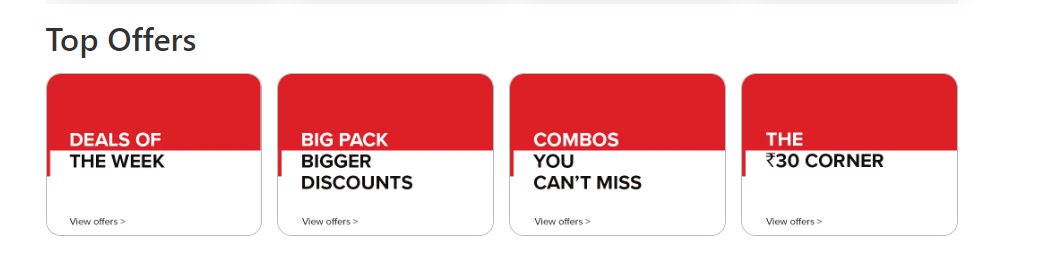 Top Offers
DEALS OF
THE WEEK
View offers >
BIG PACK
BIGGER
DISCOUNTS
View offers >
COMBOS
YOU
CAN'T MISS
View offers >
THE
₹30 CORNER
View offers >